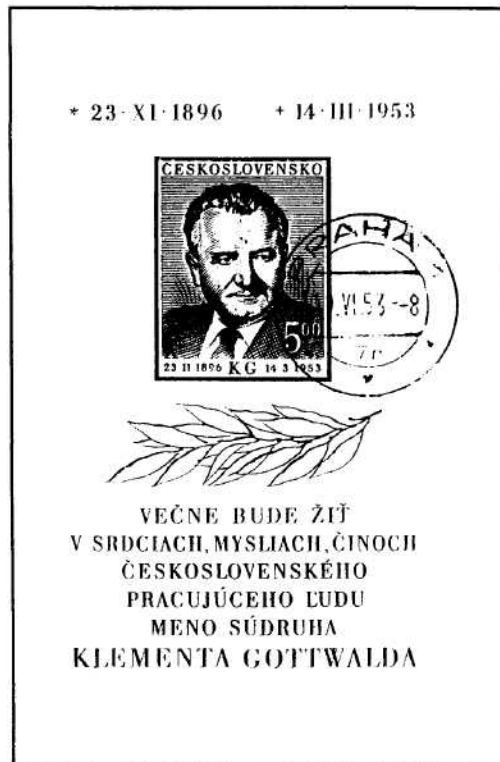 * 23·XI·1896 + 14·III·1953
ČESKOSLOVENSKO
PRAHA
.VI.53-8
5⁰⁰
23 11 1896 KG 14 3 1953
VEČNE BUDE ŽIŤ
V SRDCIACH, MYSLIACH, ČINOCH
ČESKOSLOVENSKÉHO
PRACUJÚCEHO ĽUDU
MENO SÚDRUHA
KLEMENTA GOTTWALDA